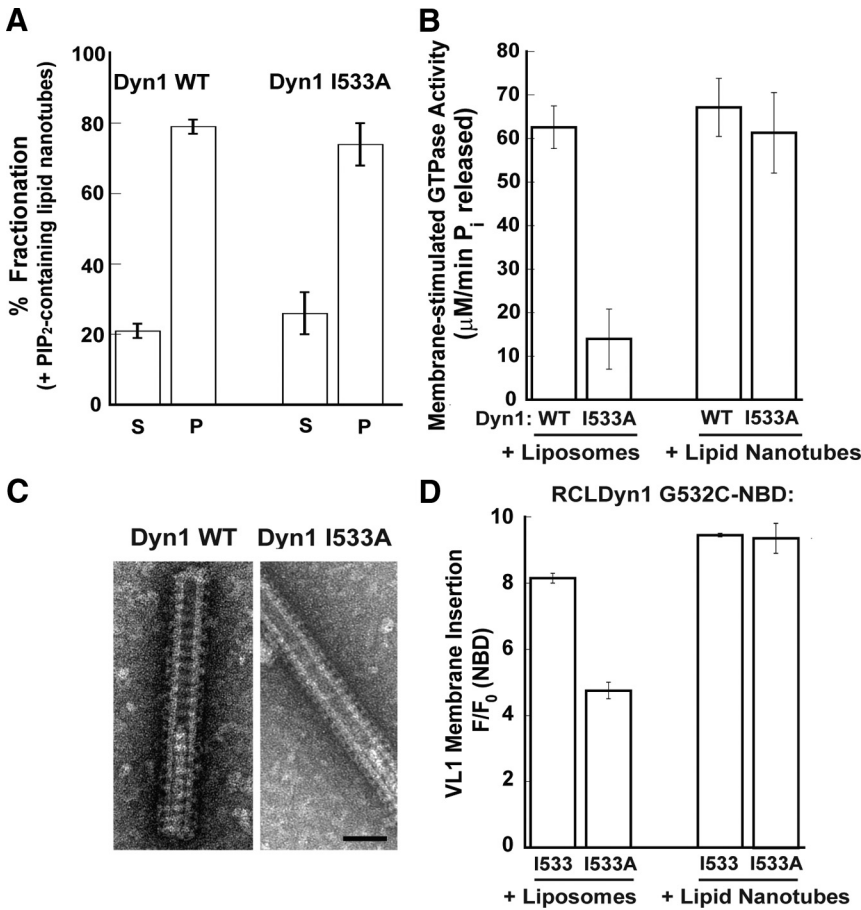 A
% Fractionation
(+ PIP2-containing lipid nanotubes)
100
80
60
40
20
0
Dyn1 WT
Dyn1 I533A
S
P
S
P
B
Membrane-stimulated GTPase Activity
(μM/min Pi released)
80
70
60
50
40
30
20
10
0
Dyn1: WT I533A
WT I533A
+ Liposomes
+ Lipid Nanotubes
C
Dyn1 WT
Dyn1 I533A
D
RCLDyn1 G532C-NBD:
VL1 Membrane Insertion
F/F0 (NBD)
10
8
6
4
2
0
I533 I533A
I533 I533A
+ Liposomes
+ Lipid Nanotubes